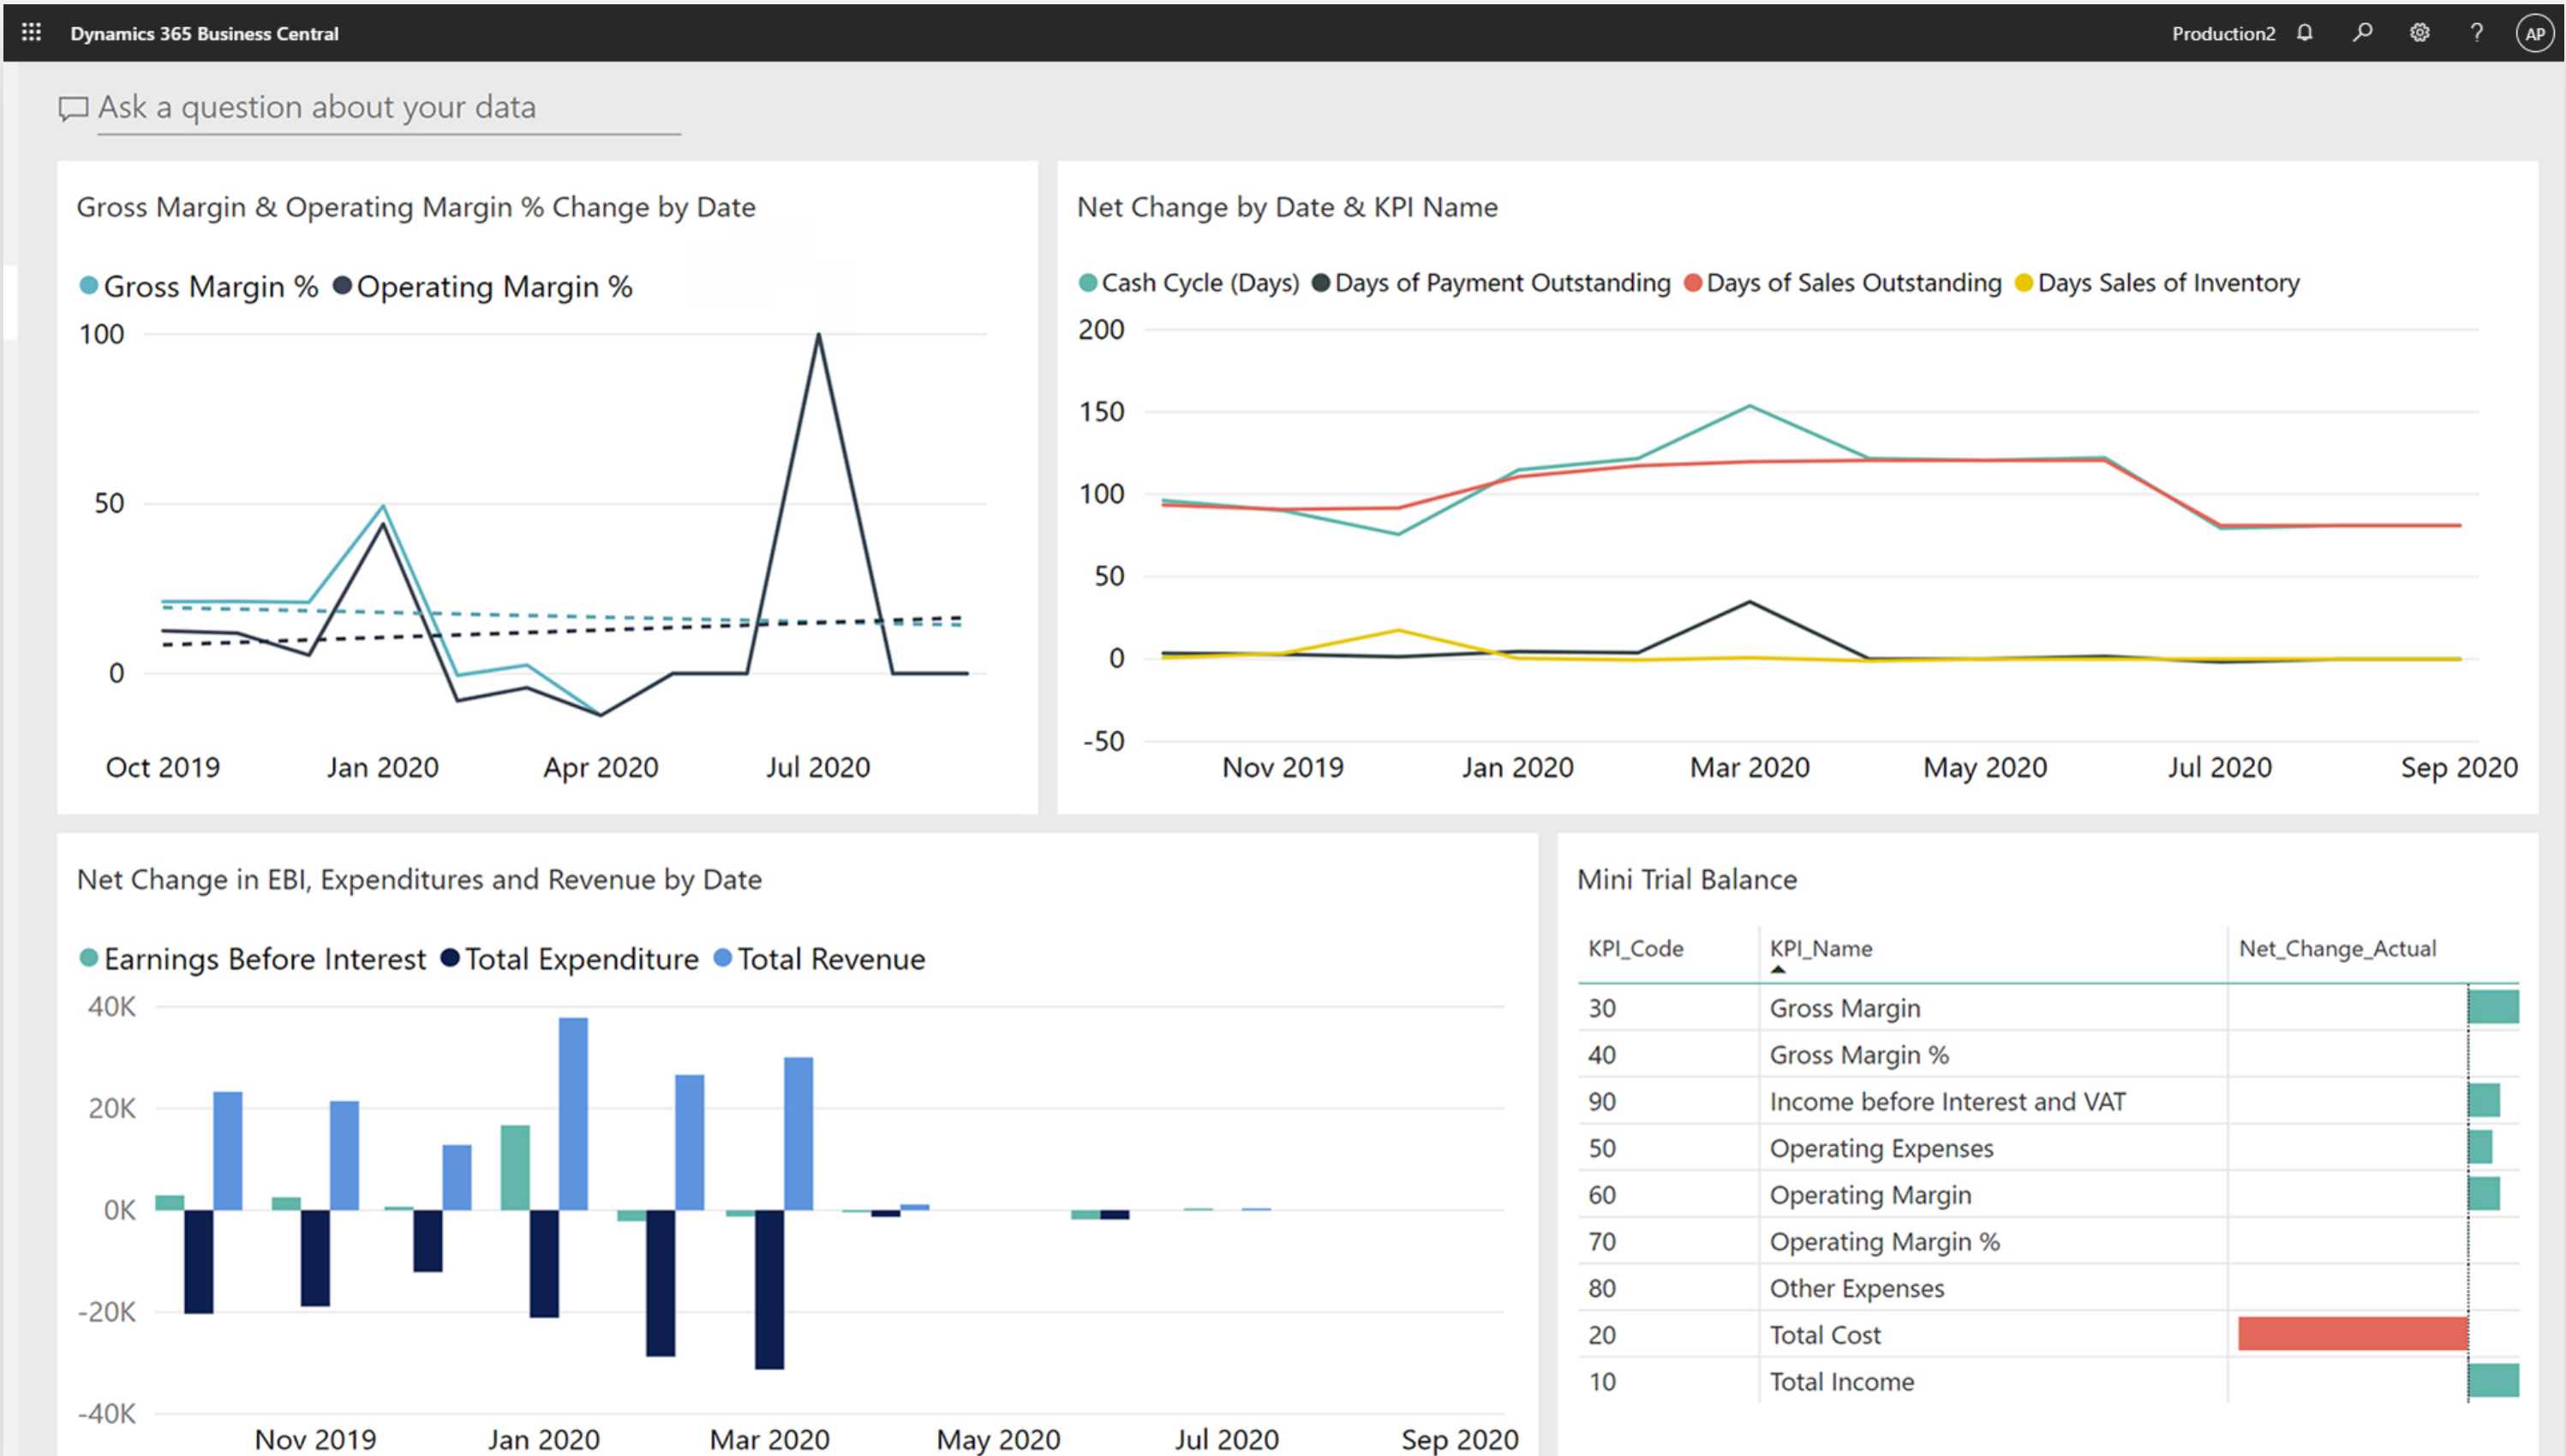 Dynamics 365 Business Central
Production2
?
AP
Ask a question about your data
Gross Margin & Operating Margin % Change by Date
Gross Margin % Operating Margin %
100
50
0
Oct 2019 Jan 2020 Apr 2020 Jul 2020
Net Change by Date & KPI Name
Cash Cycle (Days) Days of Payment Outstanding Days of Sales Outstanding Days Sales of Inventory
200
150
100
50
0
-50
Nov 2019 Jan 2020 Mar 2020 May 2020 Jul 2020 Sep 2020
Net Change in EBI, Expenditures and Revenue by Date
Earnings Before Interest Total Expenditure Total Revenue
40K
20K
0K
-20K
-40K
Nov 2019 Jan 2020 Mar 2020 May 2020 Jul 2020 Sep 2020
Mini Trial Balance
KPI_Code KPI_Name Net_Change_Actual
30 Gross Margin
40 Gross Margin %
90 Income before Interest and VAT
50 Operating Expenses
60 Operating Margin
70 Operating Margin %
80 Other Expenses
20 Total Cost
10 Total Income